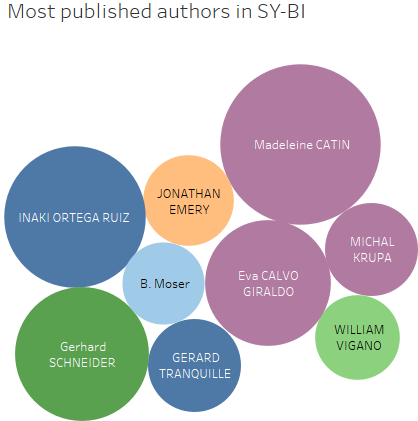 Most published authors in SY-BI
Madeleine CATIN
JONATHAN
EMERY
INAKI ORTEGA RUIZ
MICHAL
KRUPA
Eva CALVO
GIRALDO
B. Moser
WILLIAM
VIGANO
Gerhard
SCHNEIDER
GERARD
TRANQUILLE